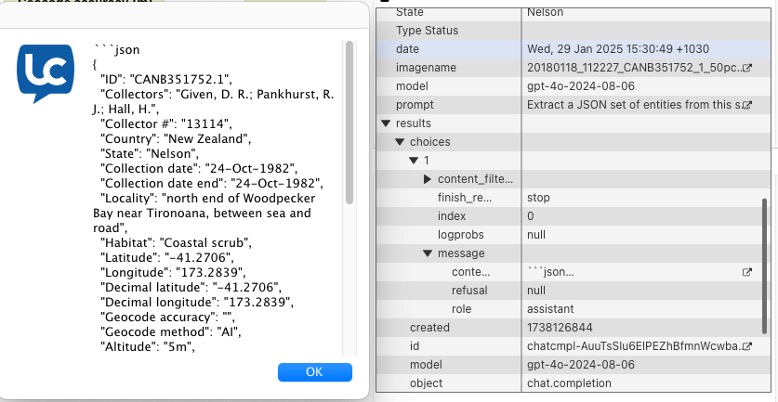 Geocode accuracy (m)
LC
```json
{
"ID": "CANB351752.1",
"Collectors": "Given, D. R.; Pankhurst, R.
J.; Hall, H.",
"Collector #": "13114",
"Country": "New Zealand",
"State": "Nelson",
"Collection date": "24-Oct-1982",
"Collection date end": "24-Oct-1982",
"Locality": "north end of Woodpecker
Bay near Tironoana, between sea and
road",
"Habitat": "Coastal scrub",
"Latitude": "-41.2706",
"Longitude": "173.2839",
"Decimal latitude": "-41.2706",
"Decimal longitude": "173.2839",
"Geocode accuracy": "",
"Geocode method": "AI",
"Altitude": "5m",
OK
State Nelson
Type Status
date Wed, 29 Jan 2025 15:30:49 +1030
imagename 20180118_112227_CANB351752_1_50pc...
model gpt-4o-2024-08-06
prompt Extract a JSON set of entities from this s...
results
choices
1
content_filte...
finish_re... stop
index 0
logprobs null
message
conte... ```json...
refusal null
role assistant
created 1738126844
id chatcmpl-AuuTsSlu6ElPEZhBfmnWcwba...
model gpt-4o-2024-08-06
object chat.completion